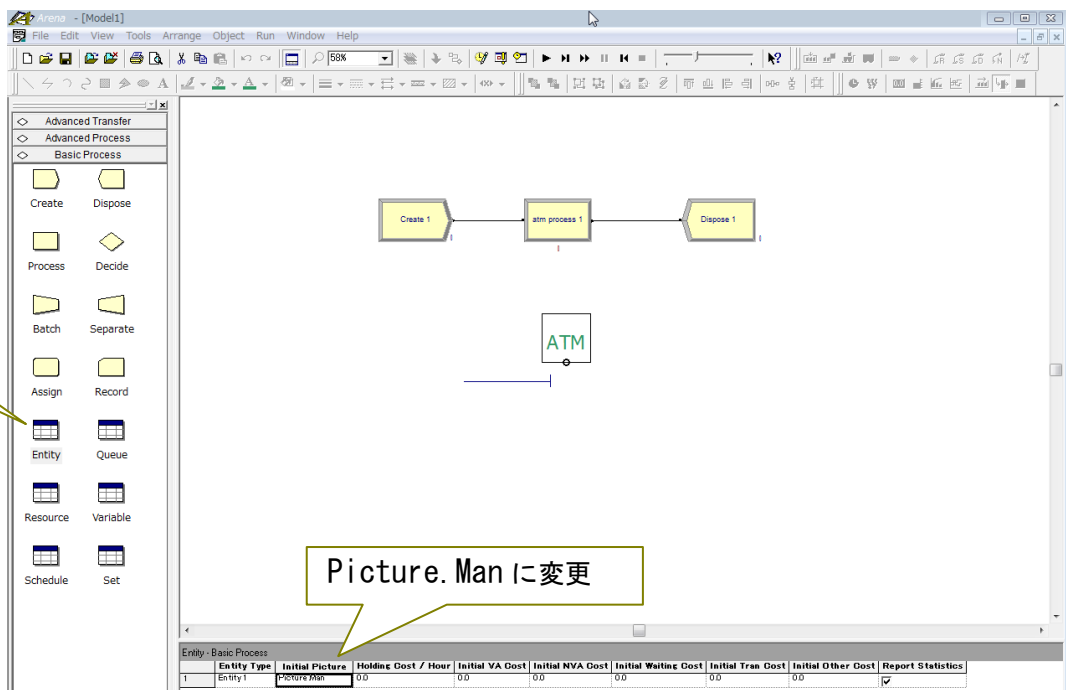 Arena - [Model1]
File Edit View Tools Arrange Object Run Window Help
58%
Advanced Transfer
Advanced Process
Basic Process
Create Dispose
Process Decide
Batch Separate
Assign Record
Entity Queue
Resource Variable
Schedule Set
Create 1
atm process 1
Dispose 1
ATM
Picture.Manに変更
Entity - Basic Process
Entity Type Initial Picture Holding Cost / Hour Initial VA Cost Initial NVA Cost Initial Waiting Cost Initial Tran Cost Initial Other Cost Report Statistics
1 Entity 1 Picture.Man 0.0 0.0 0.0 0.0 0.0 0.0